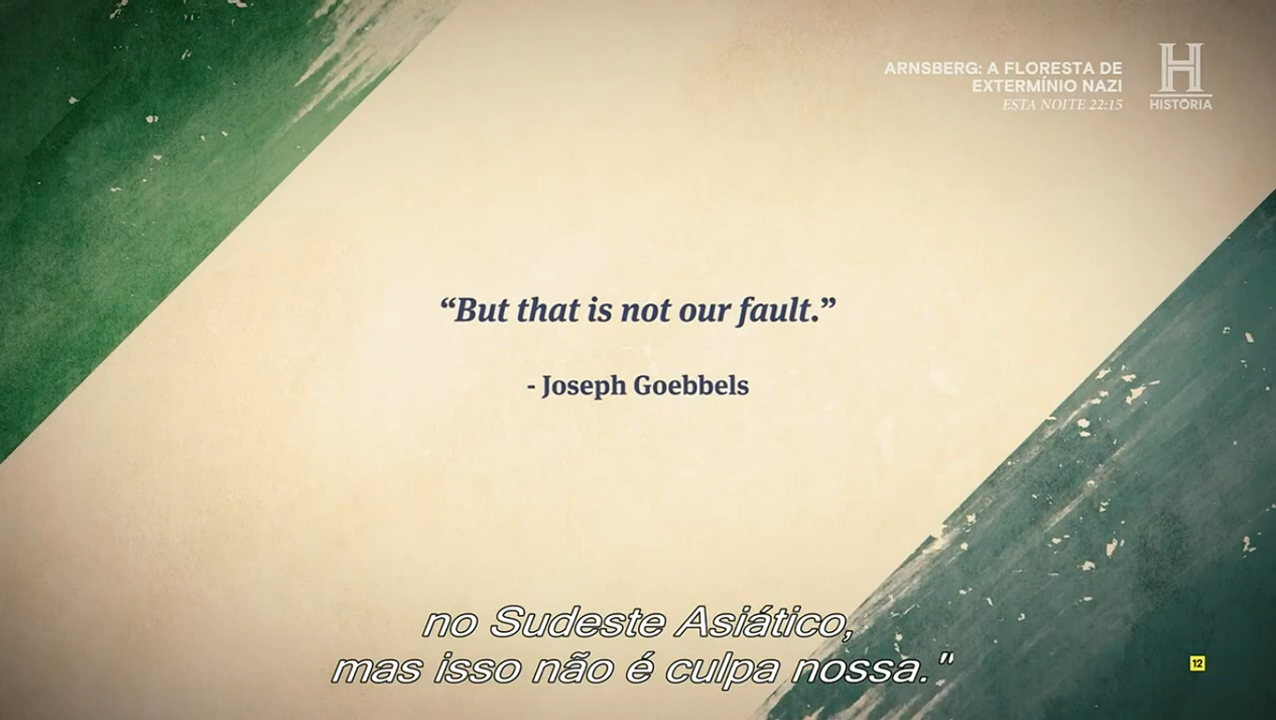 ARNSBERG: A FLORESTA DE
EXTERMÍNIO NAZI
ESTA NOITE 22:15
H
HISTÓRIA
“But that is not our fault.”
- Joseph Goebbels
no Sudeste Asiático,
mas isso não é culpa nossa."
12